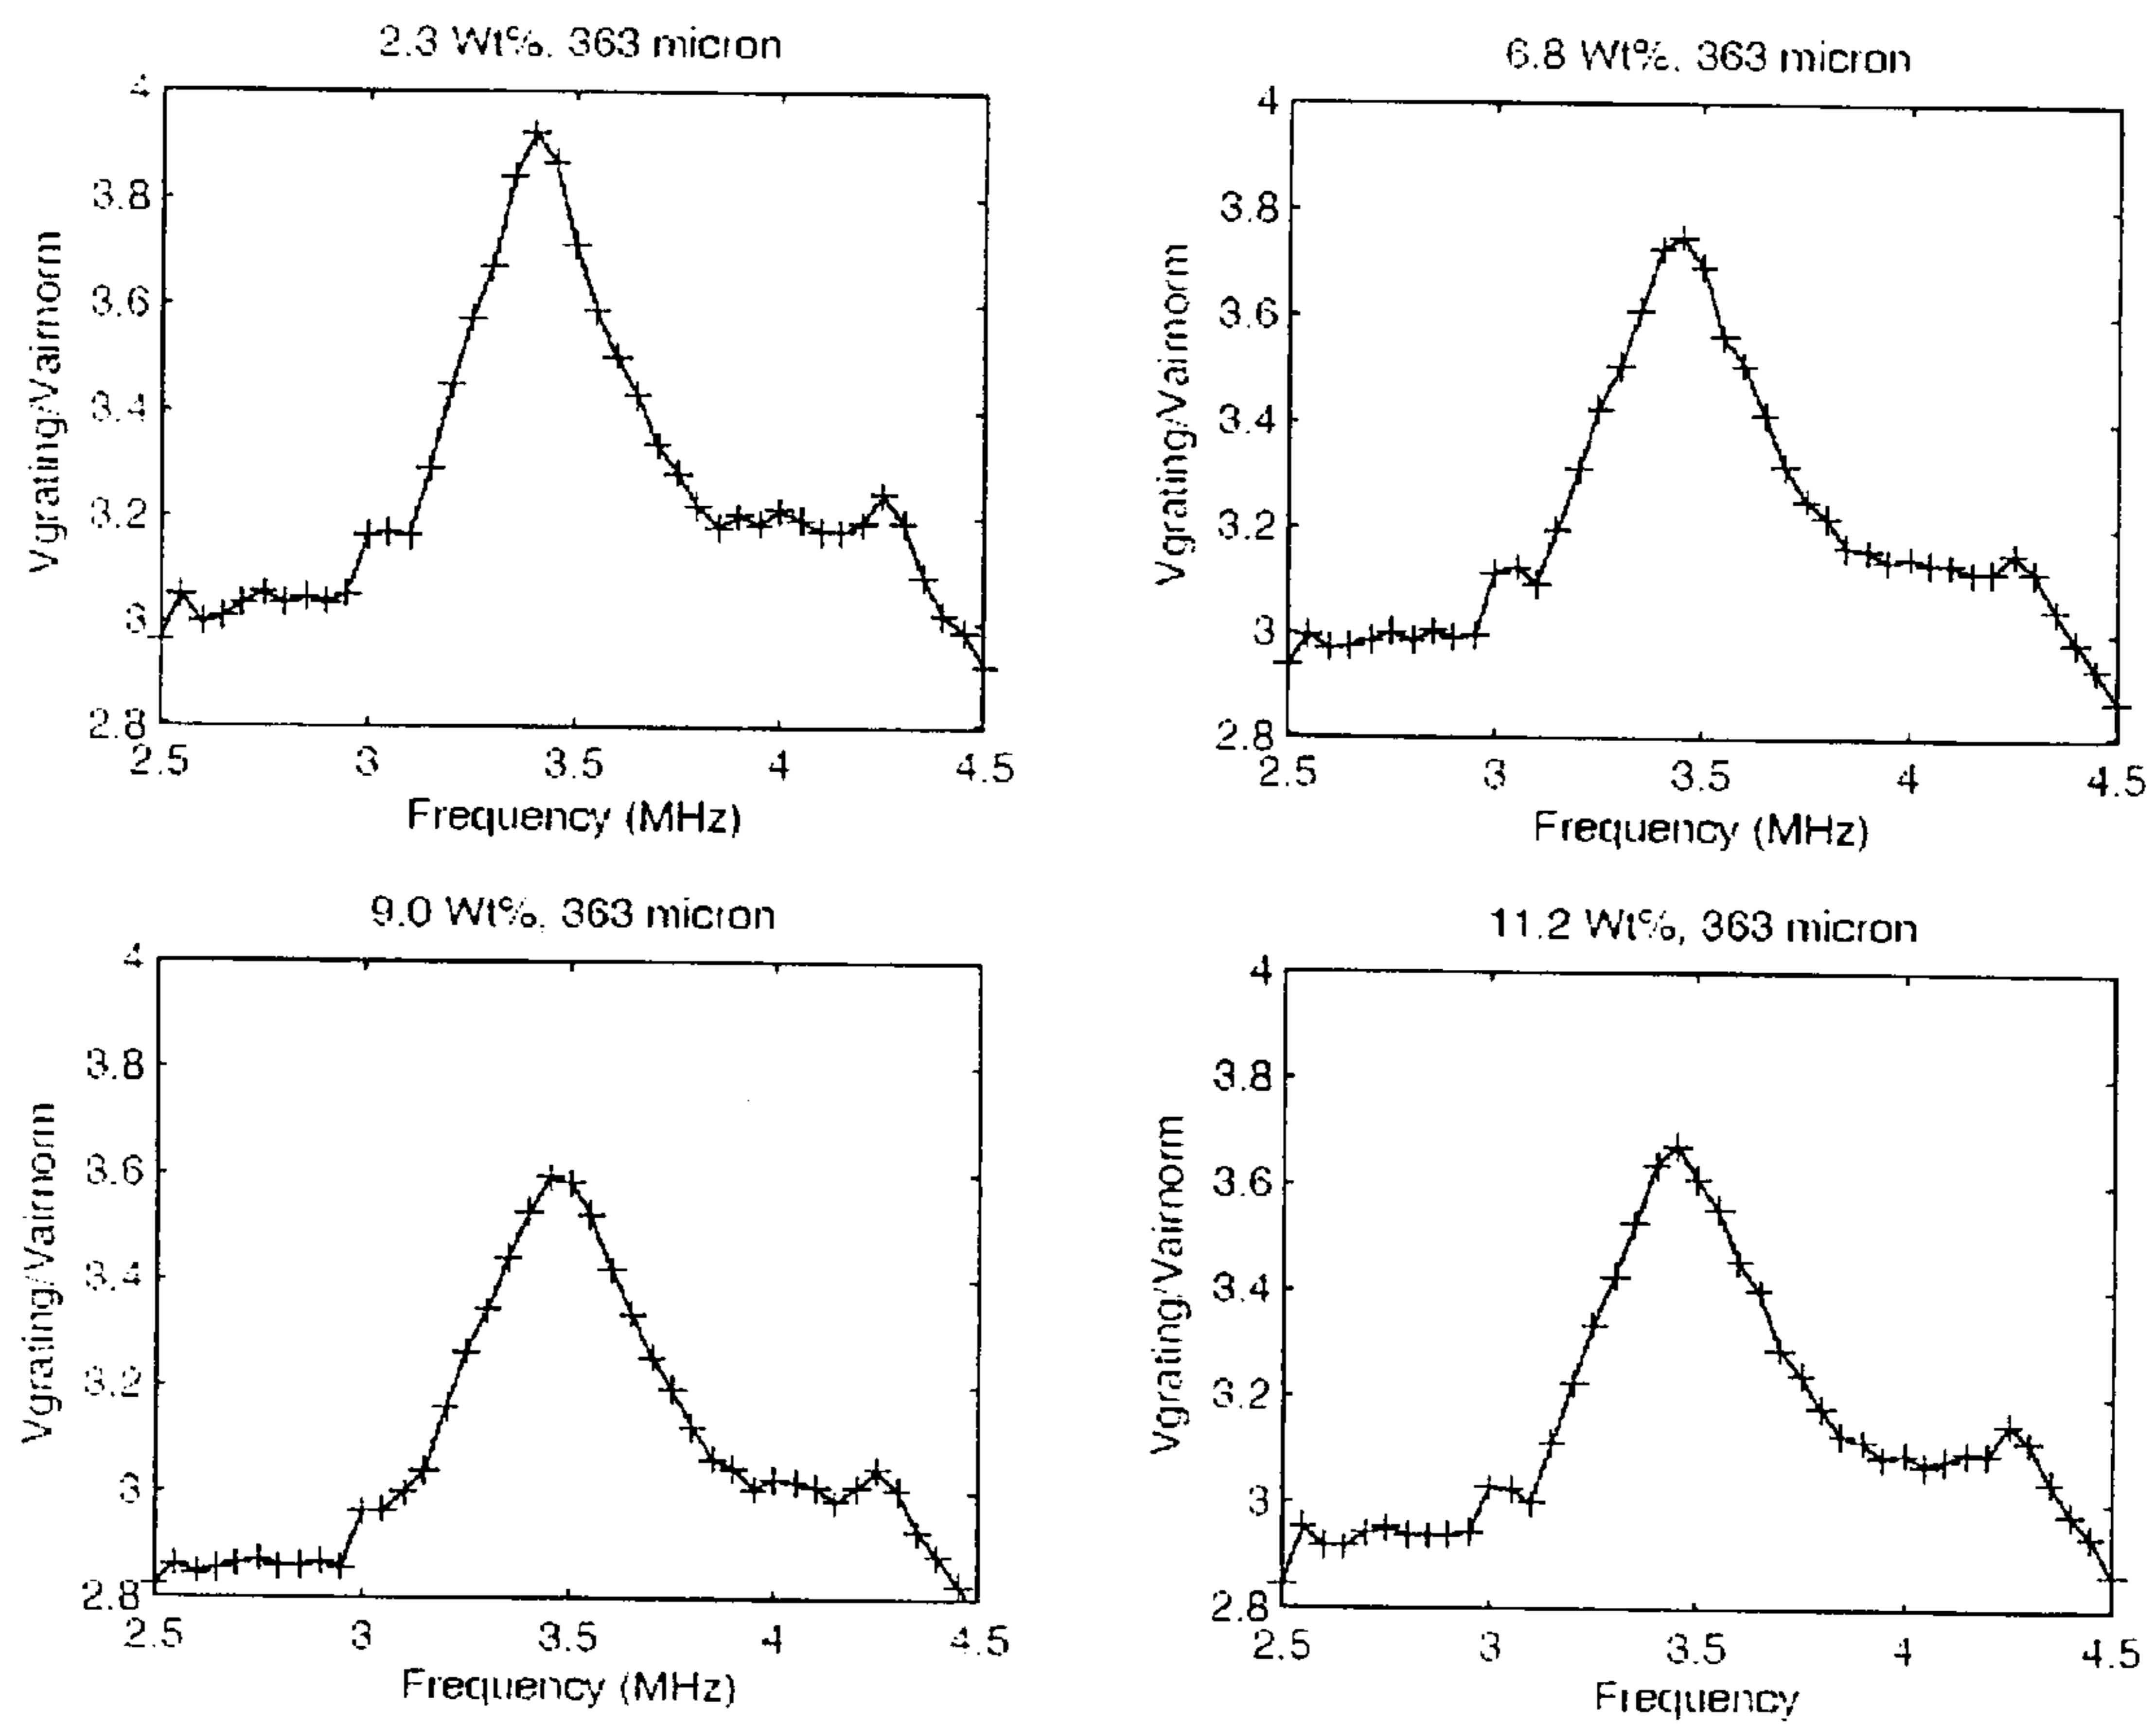 2.3 Wt%, 363 micron
Vgrating/Vairnorm
4
3.8
3.6
3.4
3.2
3
2.8
2.5 3 3.5 4 4.5
Frequency (MHz)
6.8 Wt%, 363 micron
Vgrating/Vairnorm
4
3.8
3.6
3.4
3.2
3
2.8
2.5 3 3.5 4 4.5
Frequency (MHz)
9.0 Wt%, 363 micron
Vgrating/Vairnorm
4
3.8
3.6
3.4
3.2
3
2.8
2.5 3 3.5 4 4.5
Frequency (MHz)
11.2 Wt%, 363 micron
Vgrating/Vairnorm
4
3.8
3.6
3.4
3.2
3
2.8
2.5 3 3.5 4 4.5
Frequency